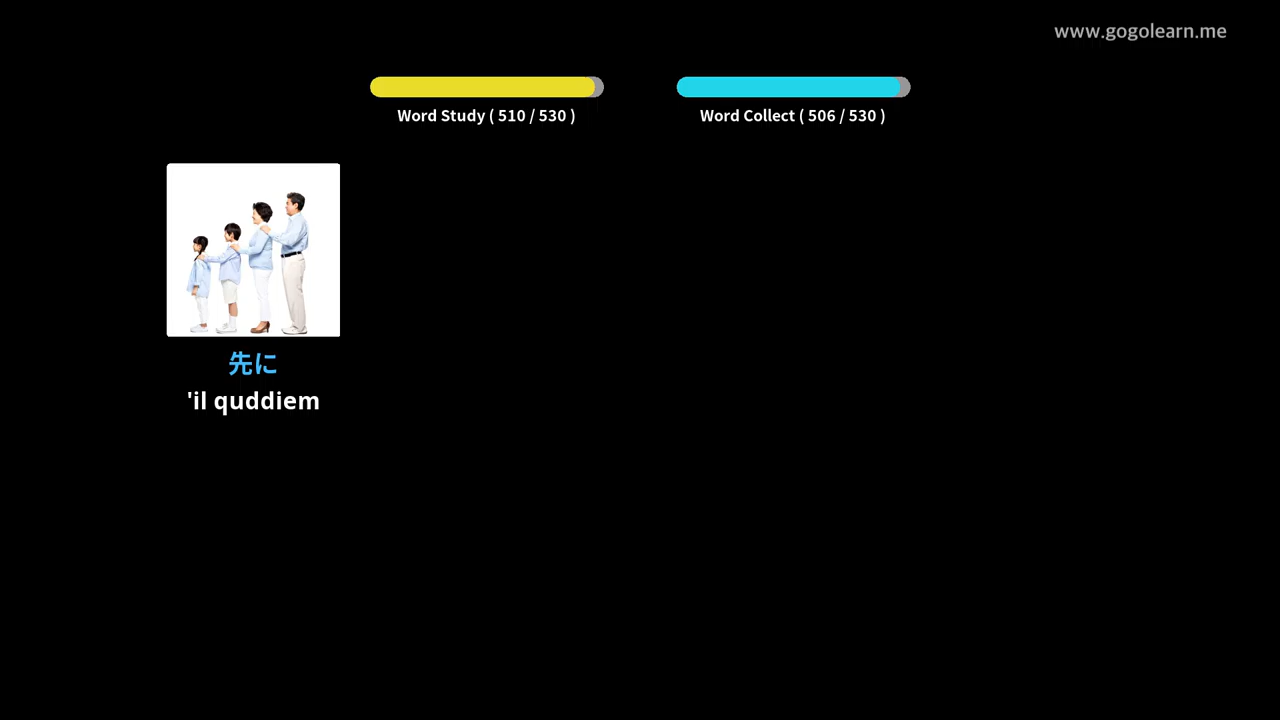 www.gogolearn.me
Word Study ( 510 / 530 )
Word Collect ( 506 / 530 )
先に
'il quddiem